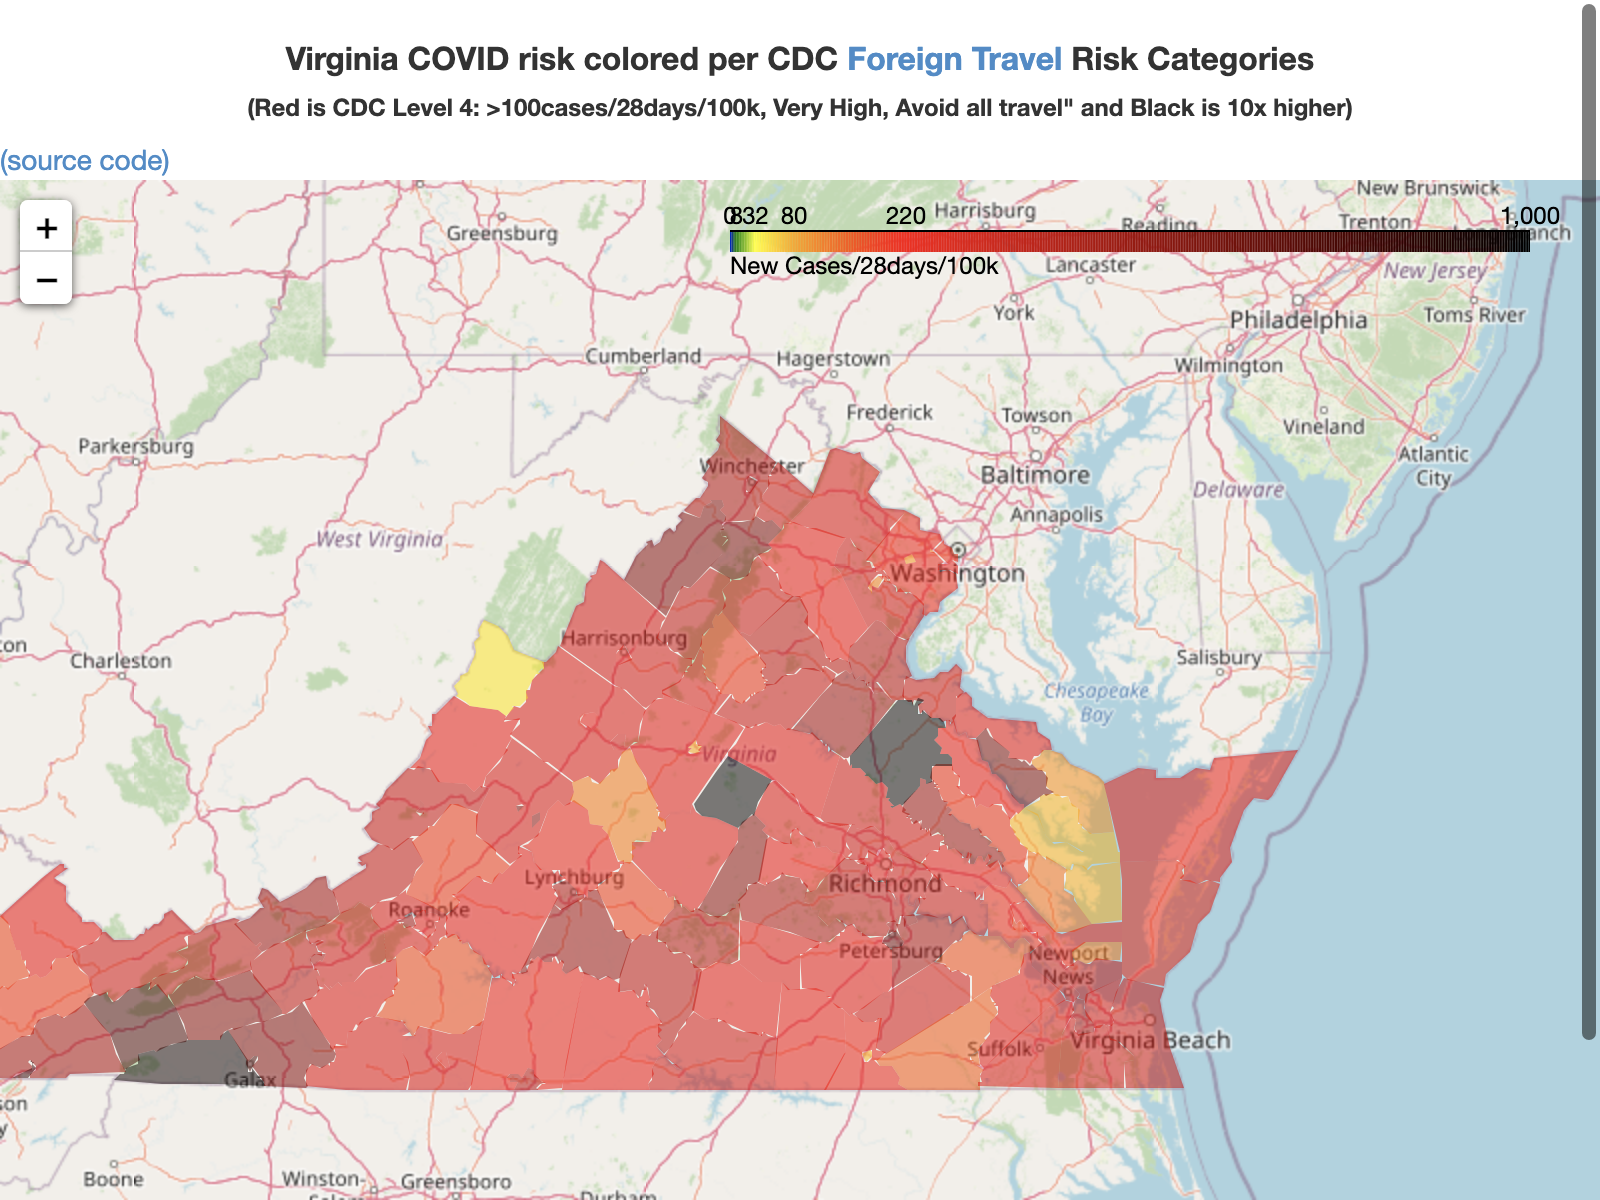 Virginia COVID risk colored per CDC Foreign Travel Risk Categories
(Red is CDC Level 4: >100cases/28days/100k, Very High, Avoid all travel" and Black is 10x higher)
(source code)
+
−
New Brunswick
0 8 32 80 220 1,000
Harrisburg
Reading
Trenton
Long Branch
Greensburg
New Cases/28days/100k
Lancaster
New Jersey
York
Philadelphia
Toms River
Cumberland
Hagerstown
Wilmington
Frederick
Towson
Vineland
Parkersburg
Atlantic
City
Winchester
Baltimore
Delaware
Annapolis
West Virginia
Washington
Harrisonburg
Charleston
Salisbury
Chesapeake
Bay
Virginia
Lynchburg
Richmond
Roanoke
Petersburg
Newport
News
Virginia Beach
Suffolk
Galax
son
y
Boone
Winston-
Salem
Greensboro
Durham